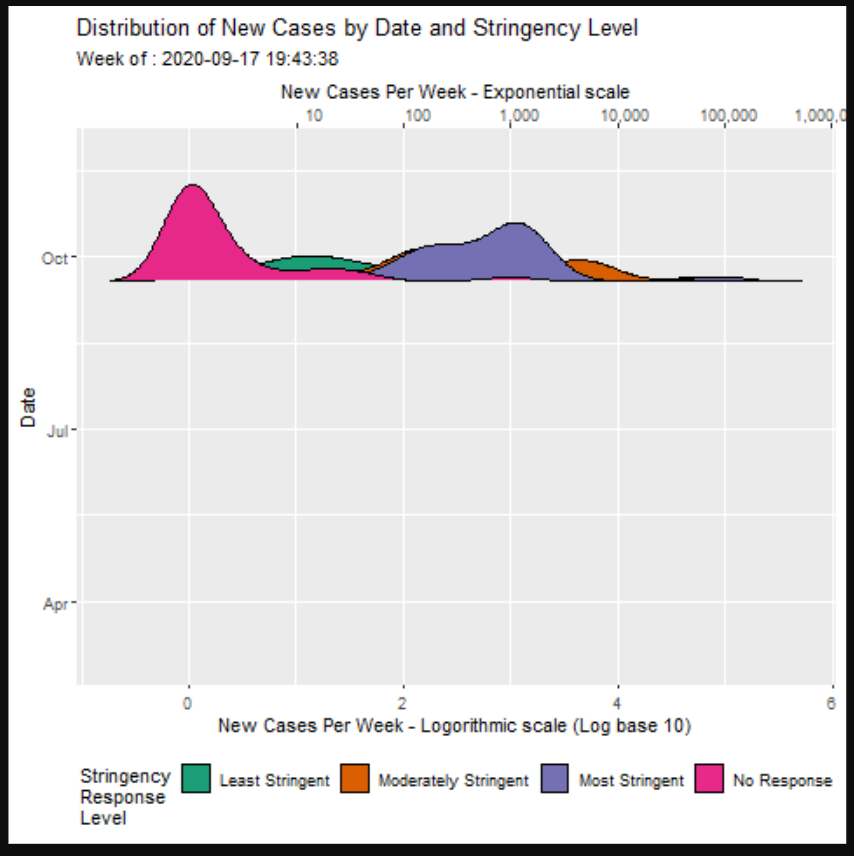 Distribution of New Cases by Date and Stringency Level
Week of : 2020-09-17 19:43:38
New Cases Per Week - Exponential scale
10 100 1,000 10,000 100,000 1,000,0
Oct
Jul
Apr
Date
0 2 4 6
New Cases Per Week - Logorithmic scale (Log base 10)
Stringency
Response
Level
Least Stringent Moderately Stringent Most Stringent No Response